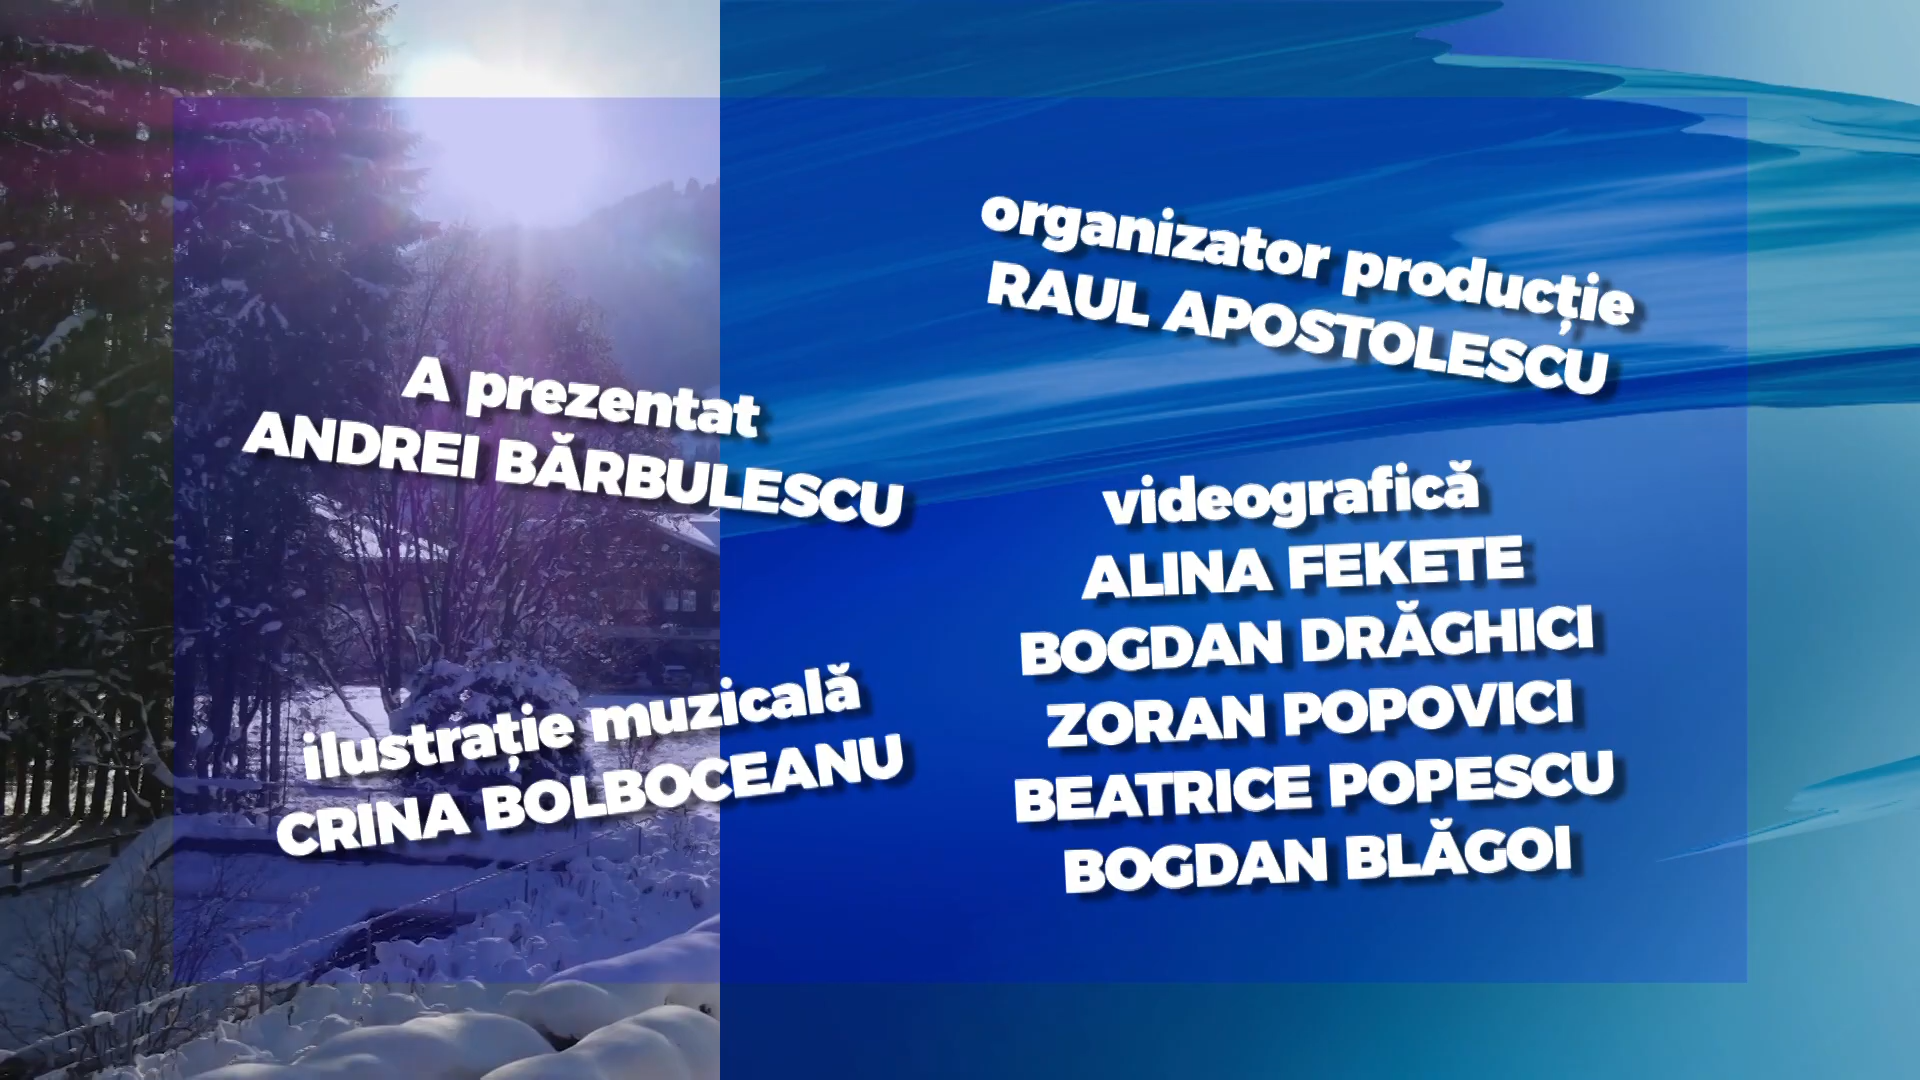 A prezentat
ANDREI BĂRBULESCU
ilustrație muzicală
CRINA BOLBOCEANU
organizator producție
RAUL APOSTOLESCU
videografică
ALINA FEKETE
BOGDAN DRĂGHICI
ZORAN POPOVICI
BEATRICE POPESCU
BOGDAN BLĂGOI